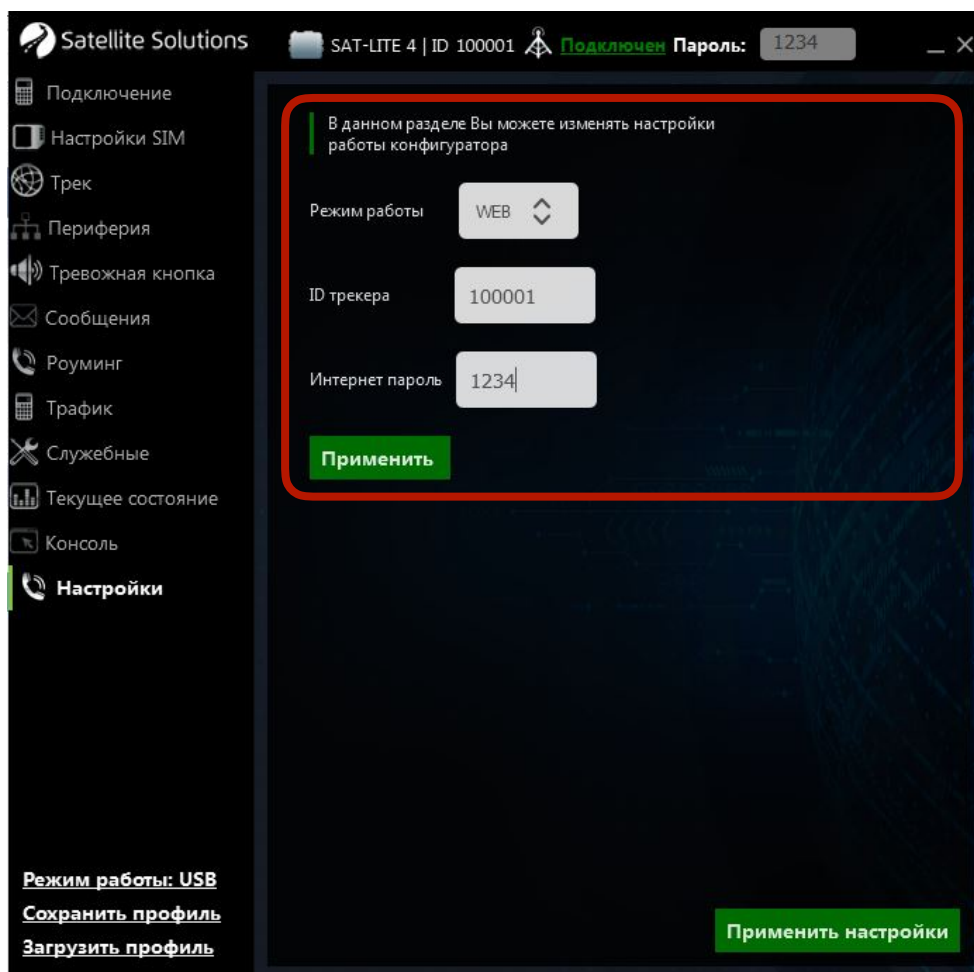 Satellite Solutions
SAT-LITE 4 | ID 100001 Подключен Пароль: 1234
Подключение
Настройки SIM
Трек
Периферия
Тревожная кнопка
Сообщения
Роуминг
Трафик
Служебные
Текущее состояние
Консоль
Настройки
Режим работы: USB
Сохранить профиль
Загрузить профиль
В данном разделе Вы можете изменять настройки
работы конфигуратора
Режим работы WEB
ID трекера 100001
Интернет пароль 1234
Применить
Применить настройки